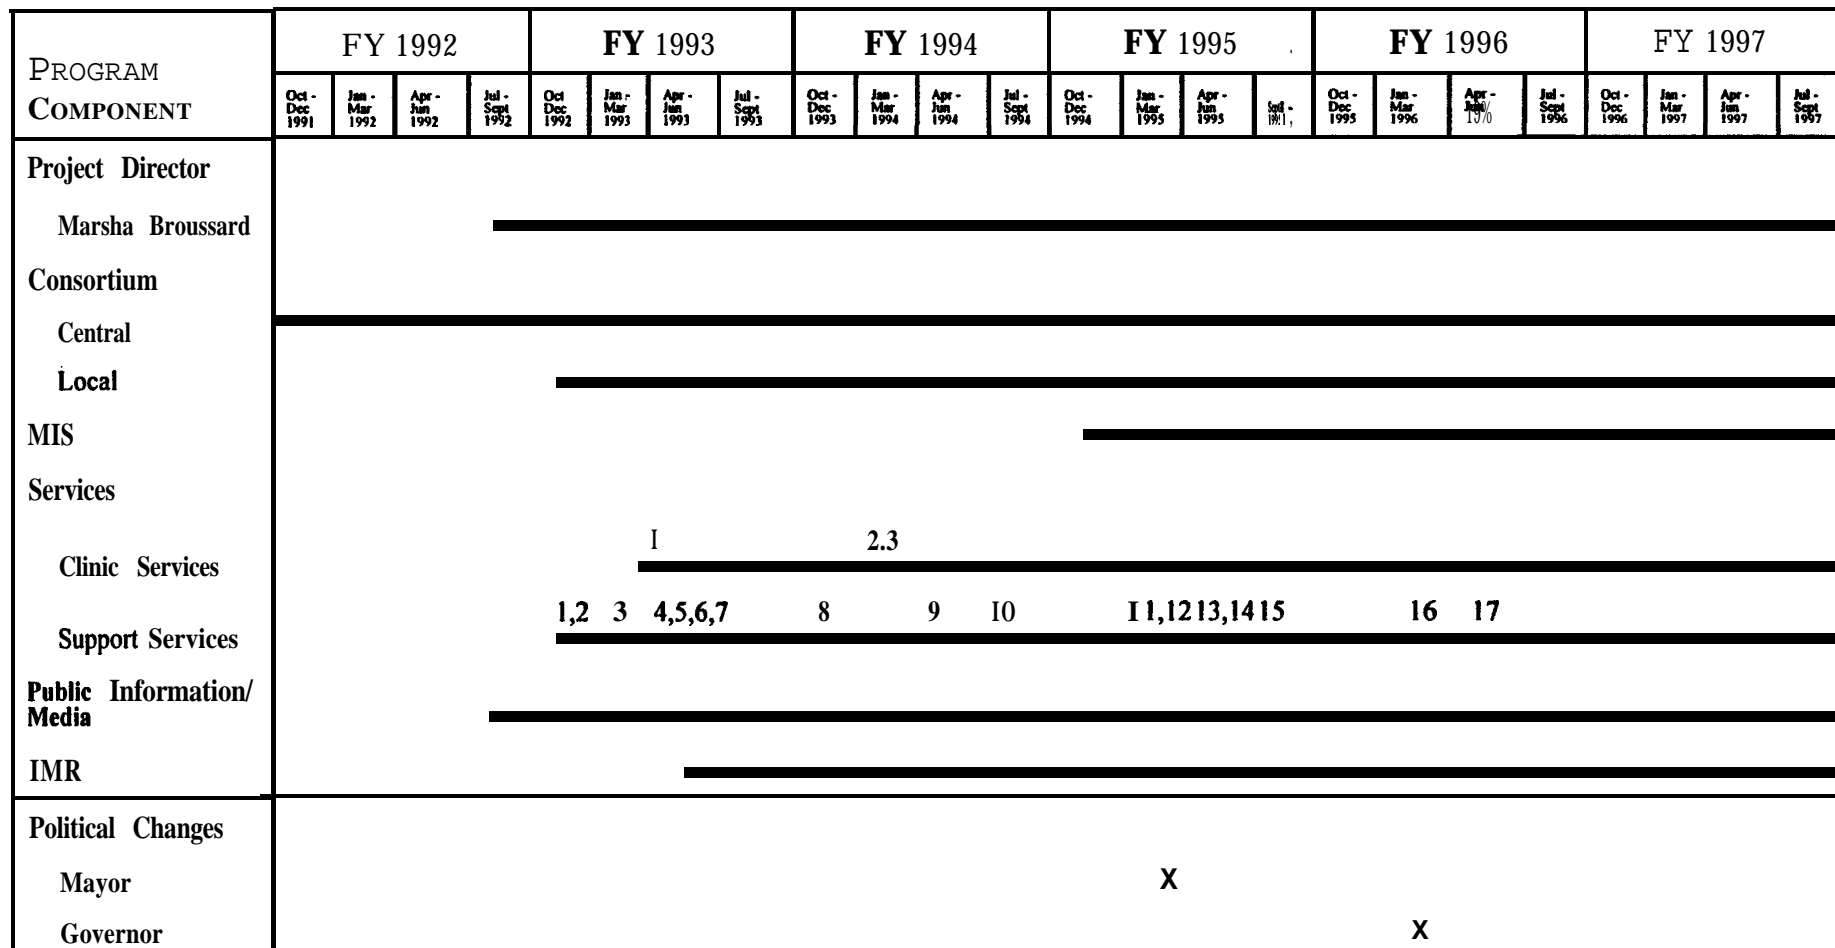 FY 1992 FY 1993 FY 1994 FY 1995 FY 1996 FY 1997
PROGRAM
COMPONENT
Oct - Jan - Apr - Jul - Oct Jan - Apr - Jul - Oct - Jan - Apr - Jul - Oct - Jan - Apr - Oct - Jan - Apr - Jul - Oct - Jan - Apr - Jul -
Dec Mar Jun Sept Dec Mar Jun Sept Dec Mar Jun Sept Dec Mar Jun Dec Mar Sept Dec Mar Jun Sept
1991 1992 1992 1992 1992 1993 1993 1993 1993 1994 1994 1994 1994 1995 1995 1995 1996 19% 1996 1996 1997 1997 1997
Project Director
Marsha Broussard
Consortium
Central
Local
MIS
Services
I 2.3
Clinic Services
1,2 3 4,5,6,7 8 9 I0 I 1,12 13,14 15 16 17
Support Services
Public Information/
Media
IMR
Political Changes
Mayor X
Governor X